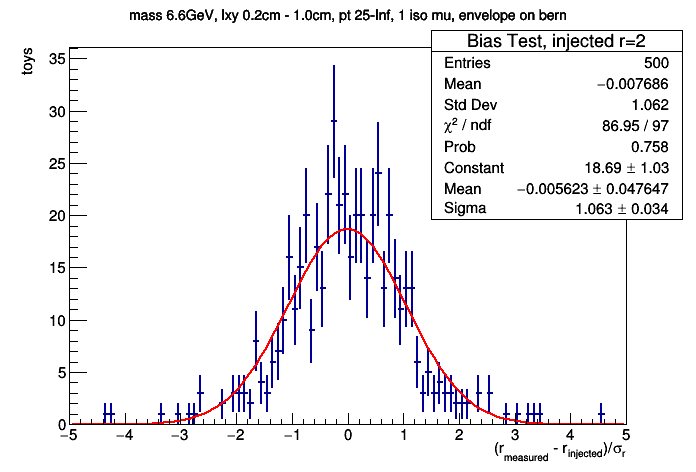 mass 6.6GeV, lxy 0.2cm - 1.0cm, pt 25-Inf, 1 iso mu, envelope on bern
toys
Bias Test, injected r=2
Entries 500
Mean −0.007686
Std Dev 1.062
χ² / ndf 86.95 / 97
Prob 0.758
Constant 18.69 ± 1.03
Mean −0.005623 ± 0.047647
Sigma 1.063 ± 0.034
35
30
25
20
15
10
5
0
−5 −4 −3 −2 −1 0 1 2 3 4 5
(r_measured - r_injected)/σ_r